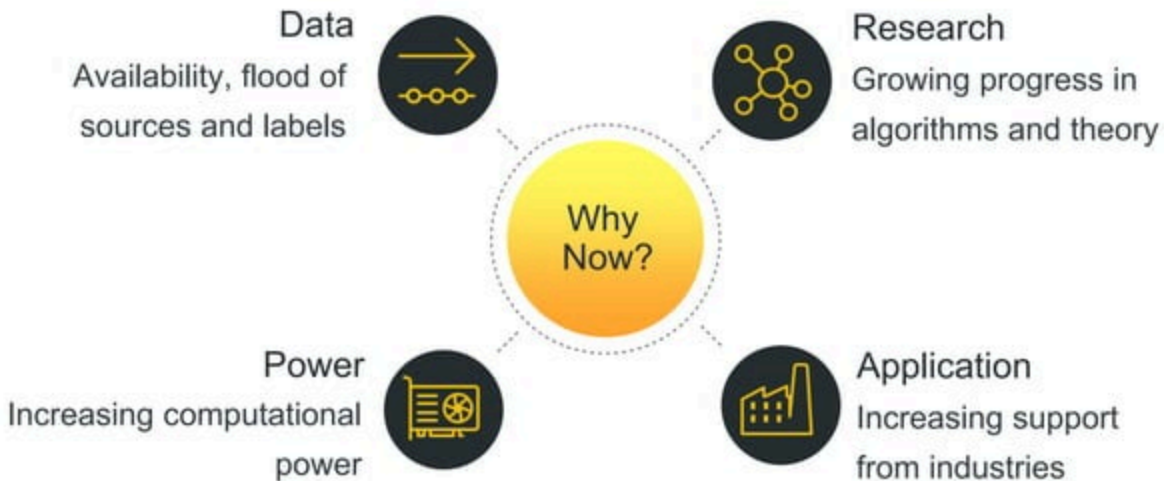 Data
Availability, flood of
sources and labels
Research
Growing progress in
algorithms and theory
Why
Now?
Power
Increasing computational
power
Application
Increasing support
from industries